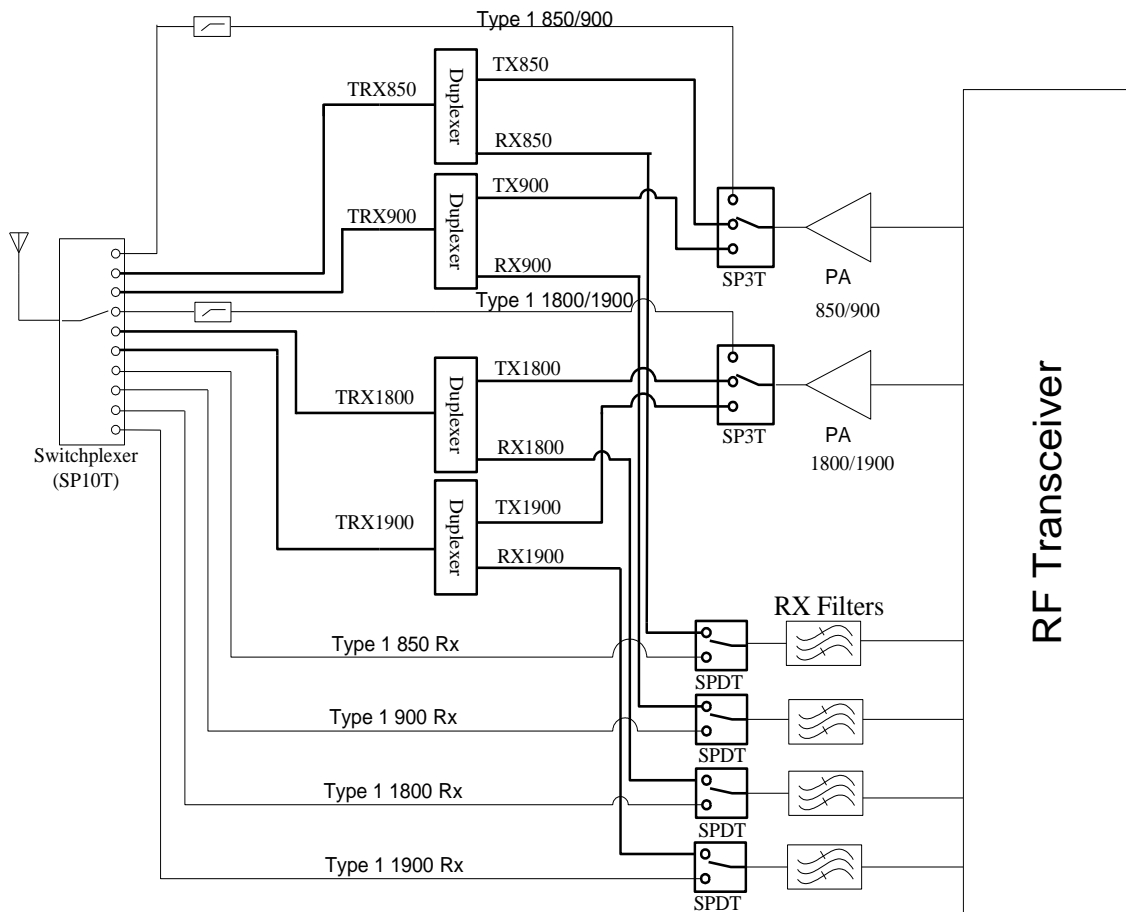 Type 1 850/900
TX850
TRX850
Duplexer
RX850
TX900
TRX900
Duplexer
RX900
SP3T
PA
850/900
Type 1 1800/1900
TX1800
TRX1800
Duplexer
RX1800
SP3T
PA
1800/1900
Switchplexer
(SP10T)
TX1900
TRX1900
Duplexer
RX1900
RF Transceiver
RX Filters
Type 1 850 Rx
SPDT
Type 1 900 Rx
SPDT
Type 1 1800 Rx
SPDT
Type 1 1900 Rx
SPDT